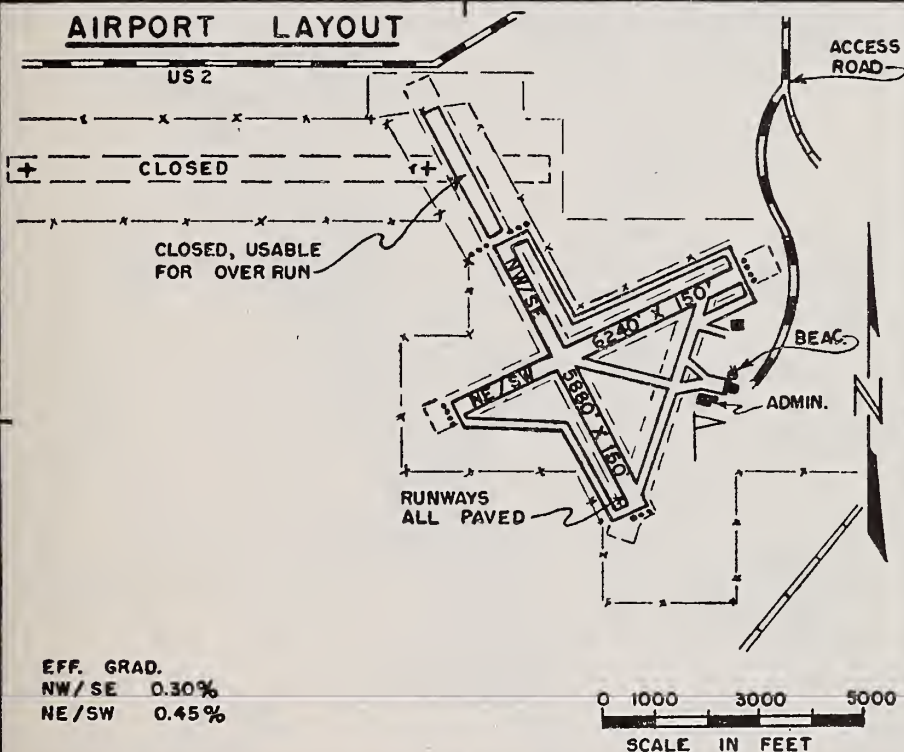 AIRPORT LAYOUT
US 2
ACCESS
ROAD
CLOSED
CLOSED, USABLE
FOR OVER RUN
NW/SE
6240' X 150'
BEAC.
NE/SW
5880' X 150'
ADMIN.
N
RUNWAYS
ALL PAVED
EFF. GRAD.
NW/SE 0.30%
NE/SW 0.45%
0 1000 3000 5000
SCALE IN FEET